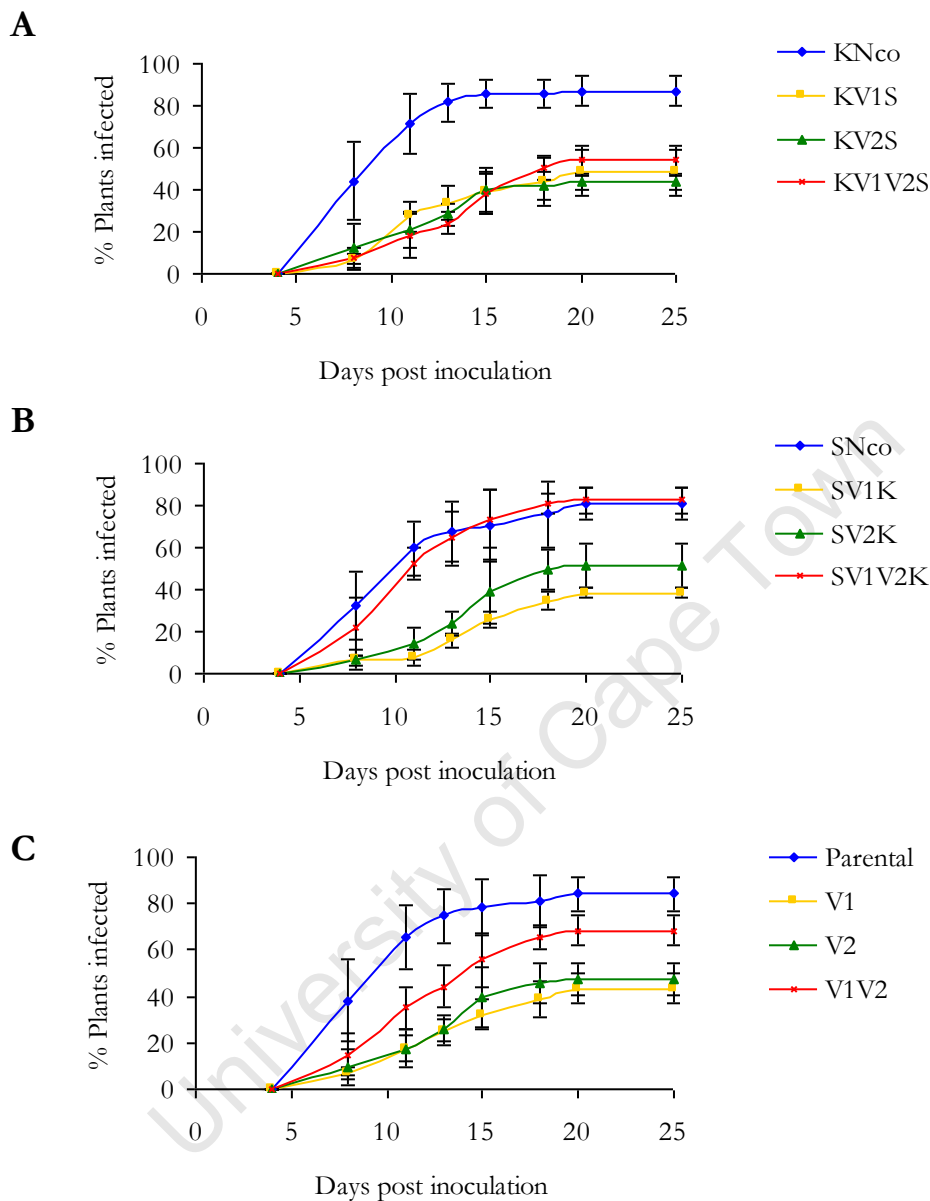 A
100
80
60
40
20
0
% Plants infected
0 5 10 15 20 25
Days post inoculation
KNco
KV1S
KV2S
KV1V2S
B
100
80
60
40
20
0
% Plants infected
0 5 10 15 20 25
Days post inoculation
SNco
SV1K
SV2K
SV1V2K
C
100
80
60
40
20
0
% Plants infected
0 5 10 15 20 25
Days post inoculation
Parental
V1
V2
V1V2
University of Cape Town